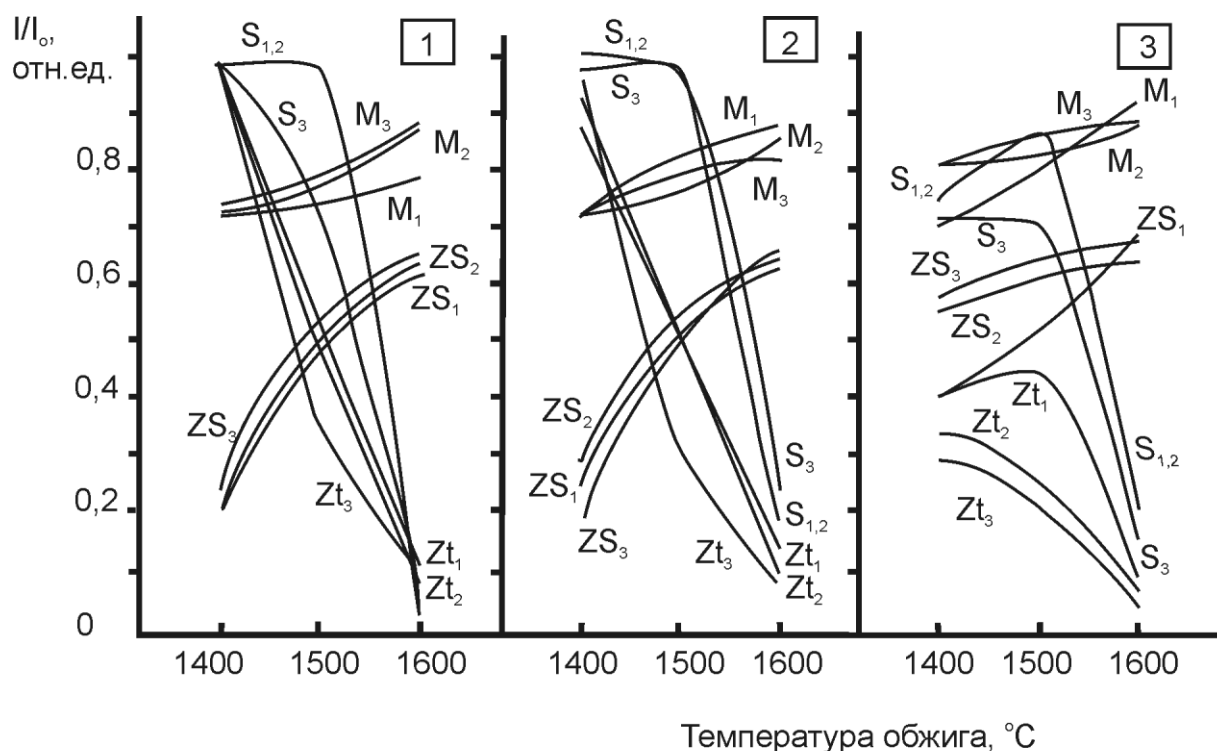 I/I₀,
отн.ед.
0,8
0,6
0,4
0,2
0
1
S₁,₂
S₃
M₃
M₂
M₁
ZS₂
ZS₁
ZS₃
Zt₃
Zt₁
Zt₂
1400 1500 1600
2
S₁,₂
S₃
M₁
M₂
M₃
ZS₂
ZS₁
ZS₃
S₃
S₁,₂
Zt₃
Zt₁
Zt₂
1400 1500 1600
3
M₁
M₃
M₂
S₁,₂
S₃
ZS₁
ZS₃
ZS₂
Zt₁
Zt₂
Zt₃
S₁,₂
S₃
1400 1500 1600
Температура обжига, °C